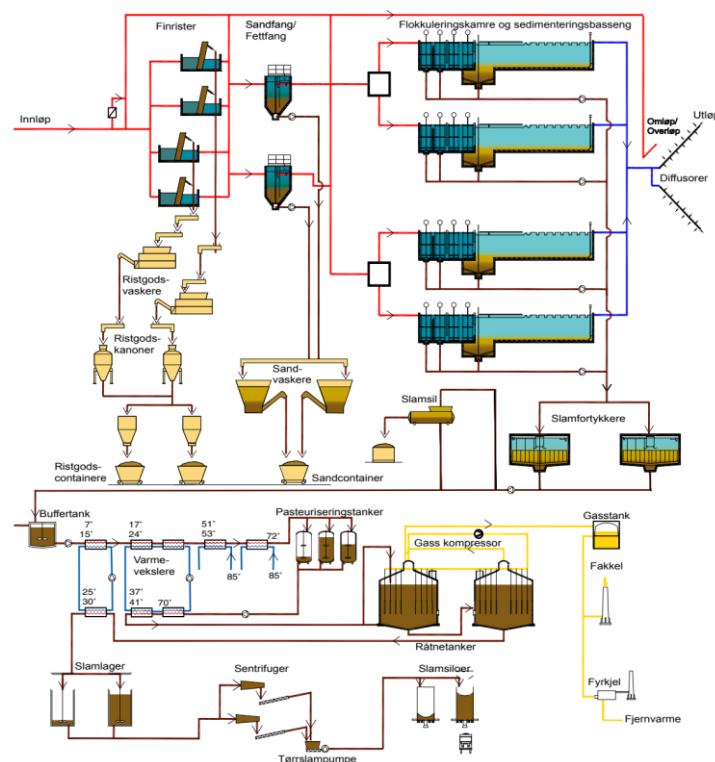 Finrister
Sandfang/
Fettfang
Flokkuleringskamre og sedimenteringsbasseng
Innløp
Omløp/
Overløp
Utløp
Diffusorer
Ristgods-
vaskere
Ristgods-
kanoner
Sand-
vaskere
Slamsil
Slamfortykkere
Ristgods-
containere
Sandcontainer
Buffertank
7˚
15˚
17˚
24˚
51˚
53˚
72˚
Pasteuriseringstanker
Gasstank
Gass kompressor
Varme-
vekslere
85˚
85˚
Fakkel
25˚
30˚
37˚
41˚
70˚
Råtnetanker
Slamlager
Sentrifuger
Slamsiloer
Fyrkjel
Fjernvarme
Tørrslampumpe